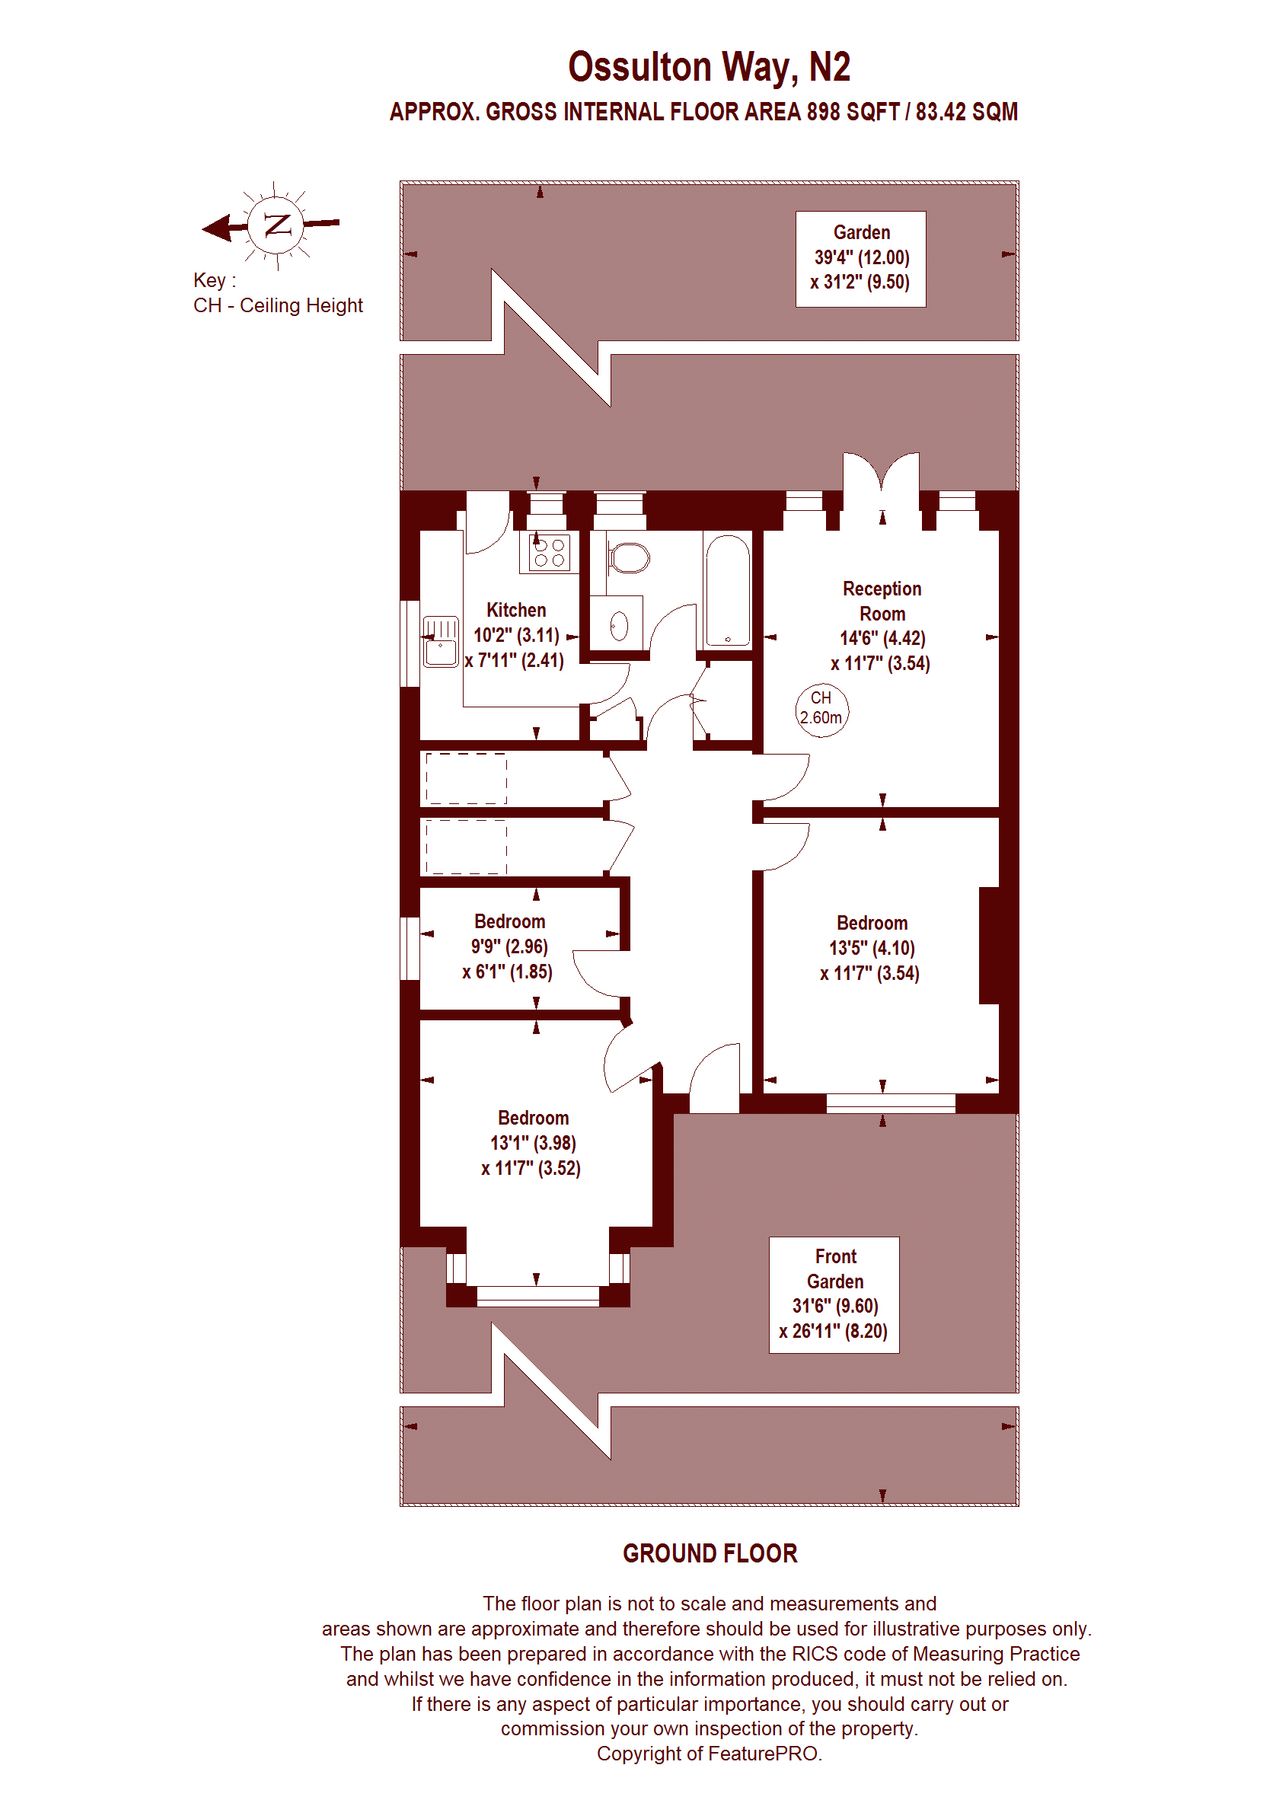 Ossulton Way, N2
APPROX. GROSS INTERNAL FLOOR AREA 898 SQFT / 83.42 SQM
N
Key :
CH - Ceiling Height
Garden
39'4" (12.00)
x 31'2" (9.50)
Kitchen
10'2" (3.11)
x 7'11" (2.41)
Reception
Room
14'6" (4.42)
x 11'7" (3.54)
CH
2.60m
Bedroom
9'9" (2.96)
x 6'1" (1.85)
Bedroom
13'5" (4.10)
x 11'7" (3.54)
Bedroom
13'1" (3.98)
x 11'7" (3.52)
Front
Garden
31'6" (9.60)
x 26'11" (8.20)
GROUND FLOOR
The floor plan is not to scale and measurements and
areas shown are approximate and therefore should be used for illustrative purposes only.
The plan has been prepared in accordance with the RICS code of Measuring Practice
and whilst we have confidence in the information produced, it must not be relied on.
If there is any aspect of particular importance, you should carry out or
commission your own inspection of the property.
Copyright of FeaturePRO.